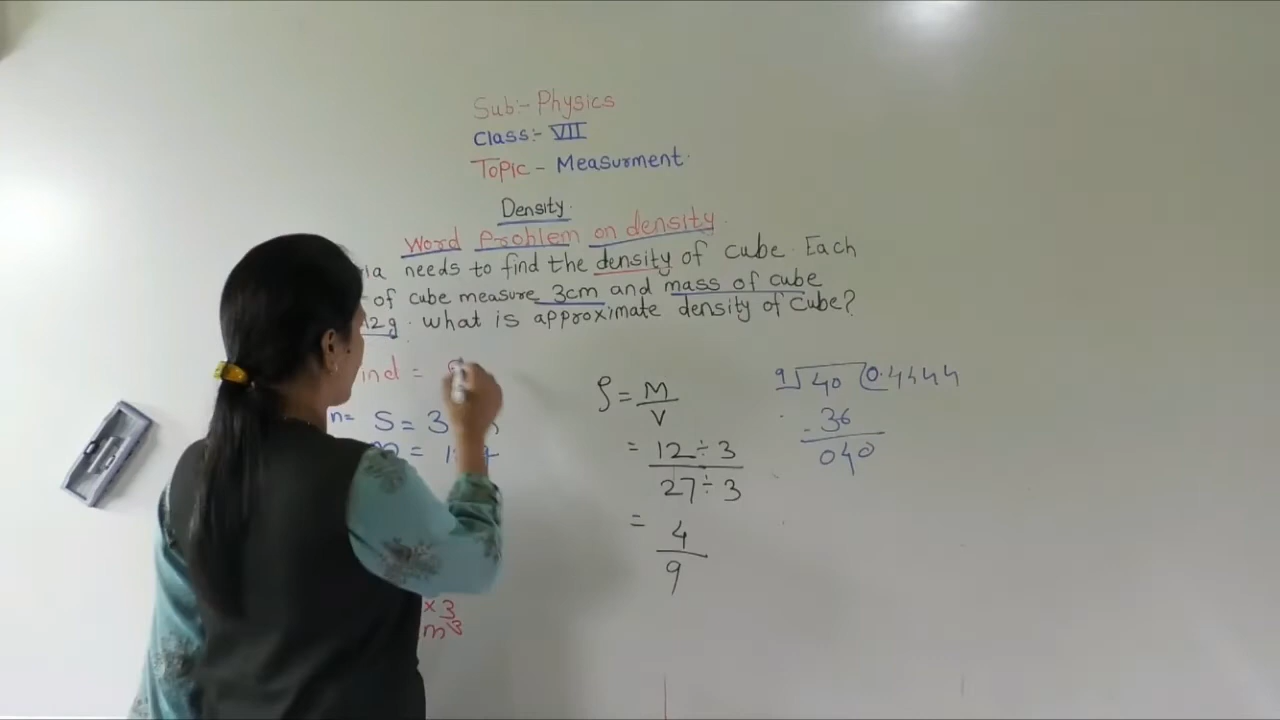 Sub:- Physics
Class:- VII
Topic - Measurment
Density
Word Problem on density
needs to find the density of cube. Each
of cube measure 3cm and mass of cube
12g. What is approximate density of Cube?
ind =
n= S = 3
m =
ρ = M / V
= 12 ÷ 3 / 27 ÷ 3
= 4 / 9
9 40 0.4444
- 36
040
× 3
m3